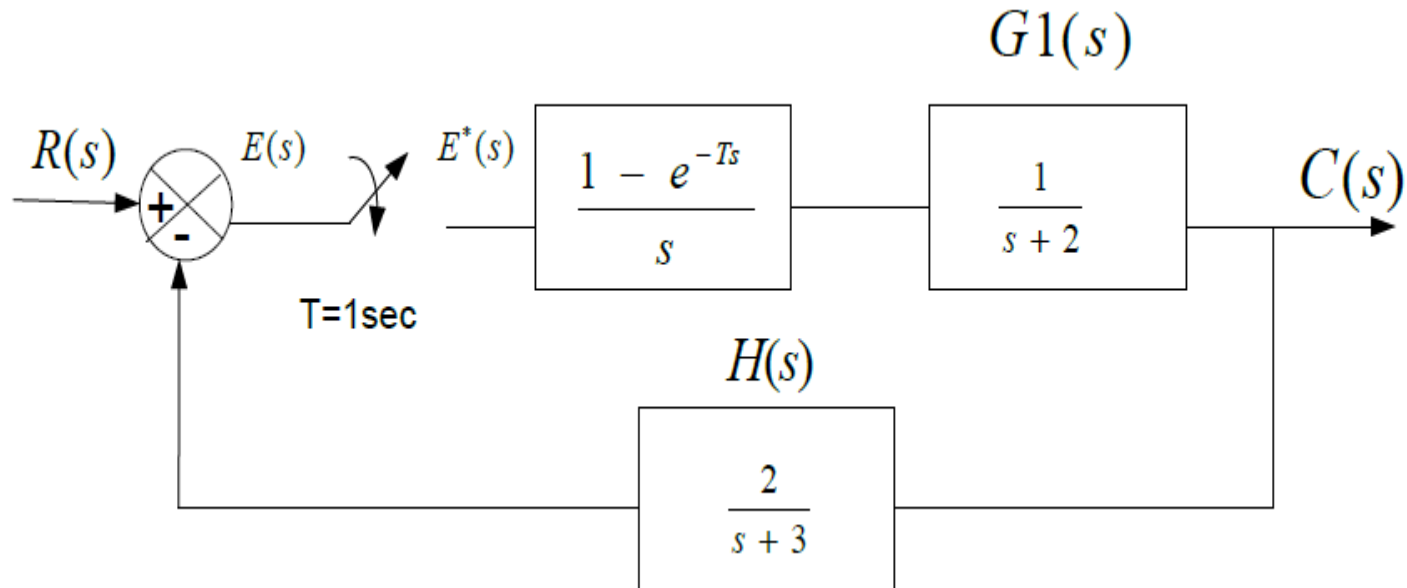 G1(s)
R(s)
E(s)
E*(s)
1 - e^{-Ts}
s
1
s + 2
C(s)
+
-
T=1sec
H(s)
2
s + 3